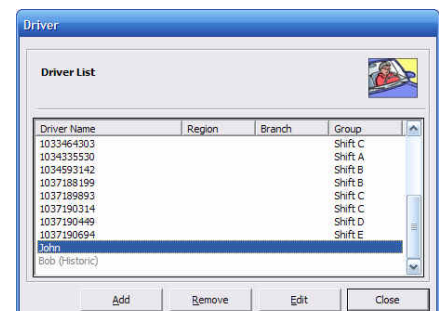 Driver
Driver List
Driver Name Region Branch Group
1033464303 Shift C
1034335530 Shift A
1034593142 Shift B
1037188199 Shift B
1037189893 Shift C
1037190314 Shift C
1037190449 Shift D
1037190694 Shift E
John
Bob (Historic)
Add Remove Edit Close